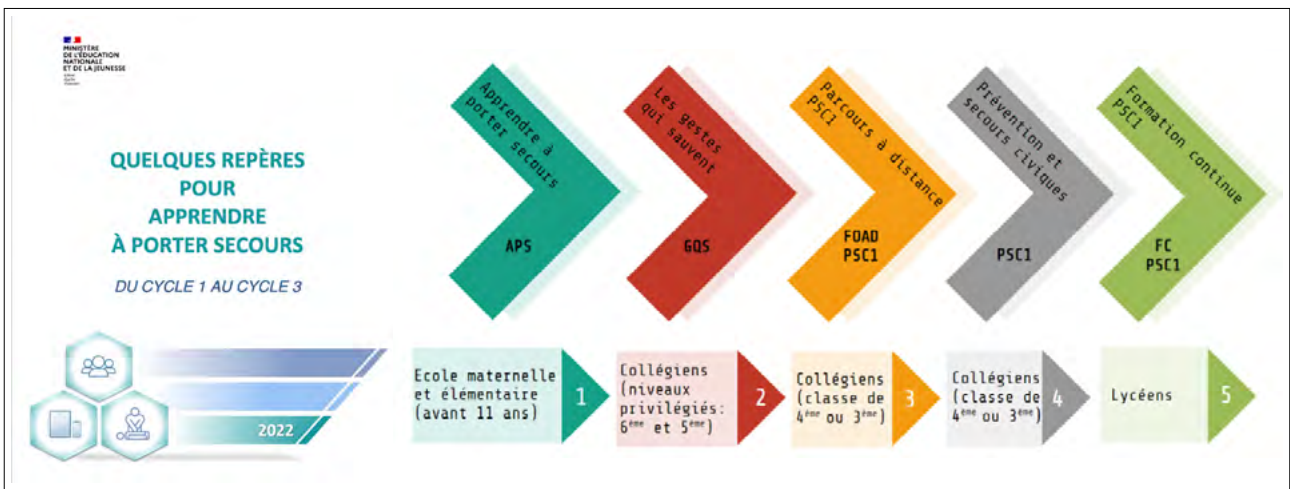 MINISTÈRE
DE L'ÉDUCATION
NATIONALE
ET DE LA JEUNESSE
QUELQUES REPÈRES
POUR
APPRENDRE
À PORTER SECOURS
DU CYCLE 1 AU CYCLE 3
2022
Apprendre à
porter secours
APS
Les gestes
qui sauvent
GQS
Parcours à distance
PSC1
FOAD
PSC1
Prévention et
secours civiques
PSC1
Formation continue
PSC1
FC
PSC1
Ecole maternelle
et élémentaire
(avant 11 ans)
1
Collégiens
(niveaux
privilégiés:
6ème et 5ème)
2
Collégiens
(classe de
4ème ou 3ème)
3
Collégiens
(classe de
4ème ou 3ème)
4
Lycéens
5